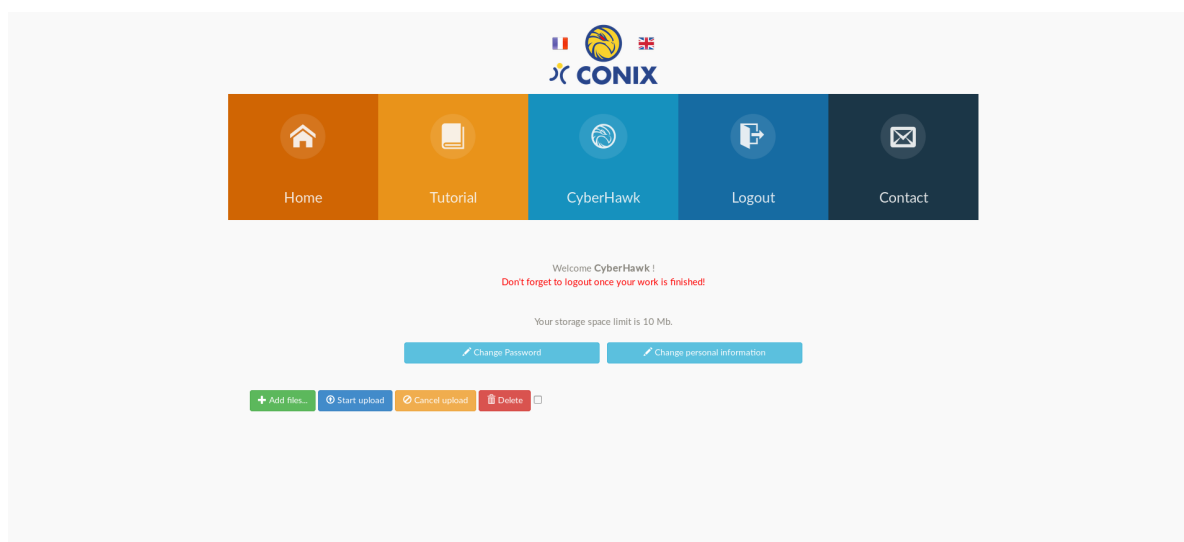 CONIX
Home Tutorial CyberHawk Logout Contact
Welcome CyberHawk !
Don't forget to logout once your work is finished!
Your storage space limit is 10 Mb.
Change Password Change personal information
Add files... Start upload Cancel upload Delete